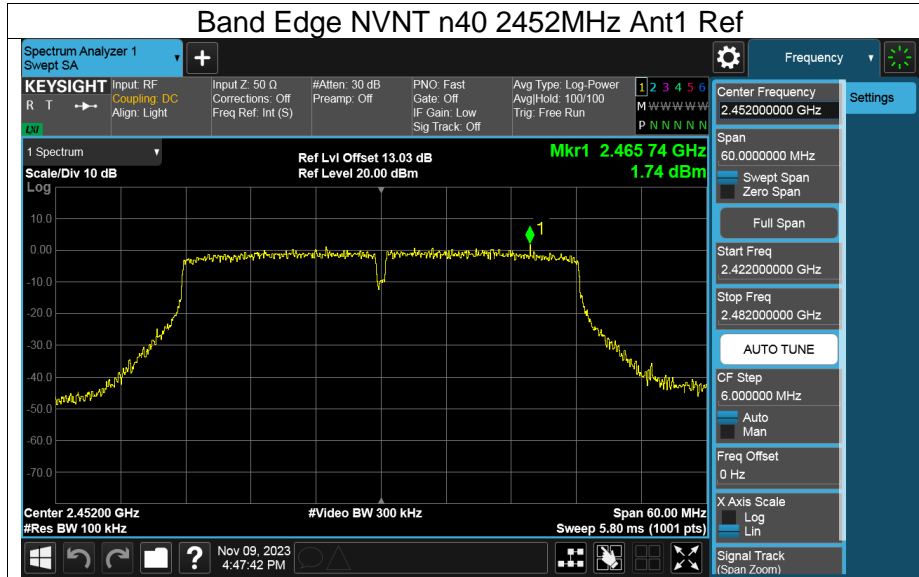 Band Edge NVNT n40 2452MHz Ant1 Ref
Spectrum Analyzer 1
Swept SA
Frequency
KEYSIGHT
R T
LXI
Input: RF
Coupling: DC
Align: Light
Input Z: 50 Ω
Corrections: Off
Freq Ref: Int (S)
#Atten: 30 dB
Preamp: Off
PNO: Fast
Gate: Off
IF Gain: Low
Sig Track: Off
Avg Type: Log-Power
Avg|Hold: 100/100
Trig: Free Run
1 2 3 4 5 6
M W W W W W
P N N N N N
1 Spectrum
Scale/Div 10 dB
Log
Ref Lvl Offset 13.03 dB
Ref Level 20.00 dBm
Mkr1 2.465 74 GHz
1.74 dBm
10.0
0.00
-10.0
-20.0
-30.0
-40.0
-50.0
-60.0
-70.0
1
Center 2.45200 GHz
#Res BW 100 kHz
#Video BW 300 kHz
Span 60.00 MHz
Sweep 5.80 ms (1001 pts)
Center Frequency
2.452000000 GHz
Settings
Span
60.0000000 MHz
Swept Span
Zero Span
Full Span
Start Freq
2.422000000 GHz
Stop Freq
2.482000000 GHz
AUTO TUNE
CF Step
6.000000 MHz
Auto
Man
Freq Offset
0 Hz
X Axis Scale
Log
Lin
Signal Track
(Span Zoom)
?
Nov 09, 2023
4:47:42 PM